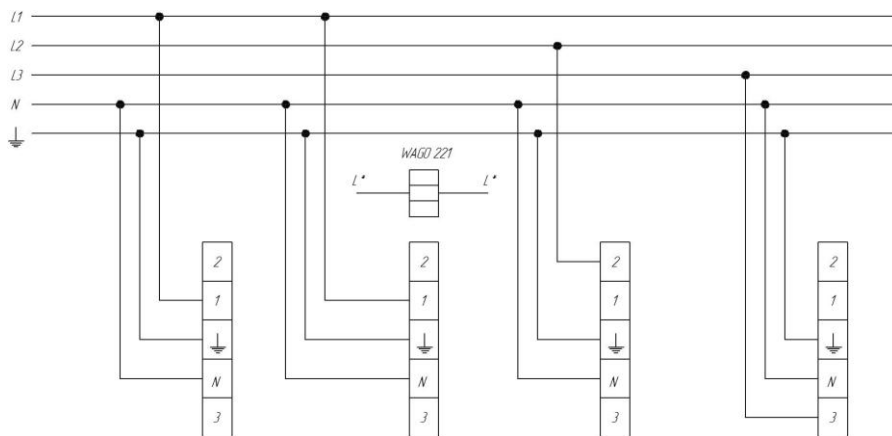 L1
L2
L3
N
WAGO 221
L* L*
2 2 2 2
1 1 1 1
N N N N
3 3 3 3